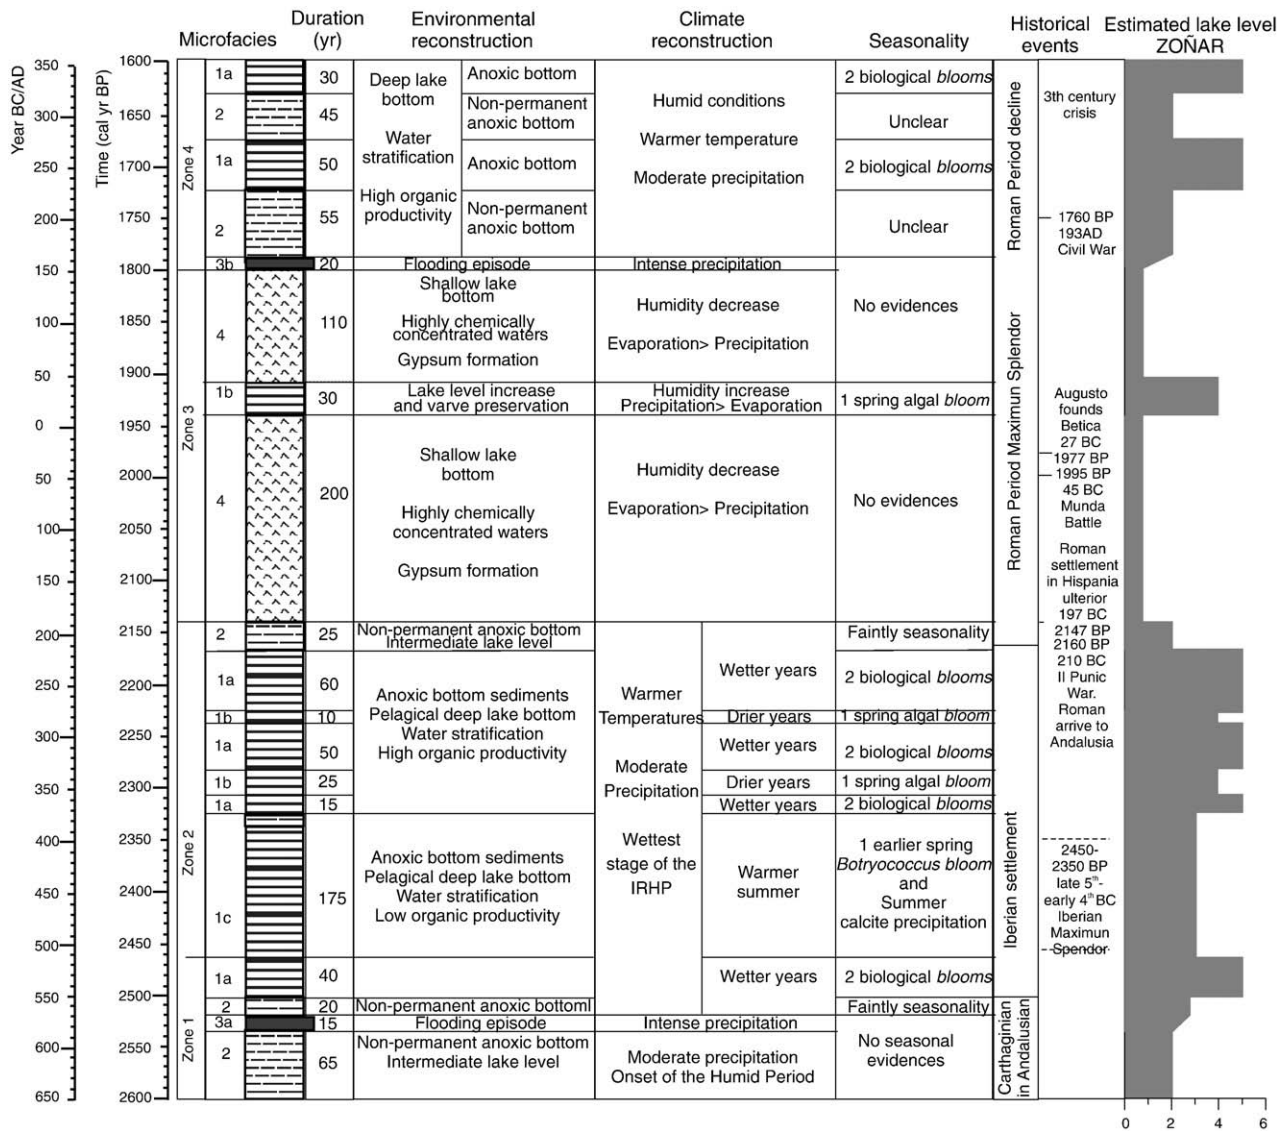 Microfacies
Duration
(yr)
Environmental
reconstruction
Climate
reconstruction
Seasonality
Historical
events
Estimated lake level
ZOÑAR
Year BC/AD
350
300
250
200
150
100
50
0
50
100
150
200
250
300
350
400
450
500
550
600
650
Time (cal yr BP)
1600
1650
1700
1750
1800
1850
1900
1950
2000
2050
2100
2150
2200
2250
2300
2350
2400
2450
2500
2550
2600
Zone 4
Zone 3
Zone 2
Zone 1
1a
2
1a
2
3b
4
1b
4
2
1a
1b
1a
1b
1a
1c
1a
2
3a
2
30
45
50
55
20
110
30
200
25
60
10
50
25
15
175
40
20
15
65
Deep lake
bottom
Water
stratification
High organic
productivity
Anoxic bottom
Non-permanent
anoxic bottom
Anoxic bottom
Non-permanent
anoxic bottom
Flooding episode
Shallow lake
bottom
Highly chemically
concentrated waters
Gypsum formation
Lake level increase
and varve preservation
Shallow lake
bottom
Highly chemically
concentrated waters
Gypsum formation
Non-permanent anoxic bottom
Intermediate lake level
Anoxic bottom sediments
Pelagical deep lake bottom
Water stratification
High organic productivity
Anoxic bottom sediments
Pelagical deep lake bottom
Water stratification
Low organic productivity
Non-permanent anoxic bottoml
Flooding episode
Non-permanent anoxic bottom
Intermediate lake level
Humid conditions
Warmer temperature
Moderate precipitation
Intense precipitation
Humidity decrease
Evaporation> Precipitation
Humidity increase
Precipitation> Evaporation
Humidity decrease
Evaporation> Precipitation
Warmer
Temperatures
Moderate
Precipitation
Wettest
stage of the
IRHP
Wetter years
Drier years
Wetter years
Drier years
Wetter years
Warmer
summer
Wetter years
Intense precipitation
Moderate precipitation
Onset of the Humid Period
2 biological blooms
Unclear
2 biological blooms
Unclear
No evidences
1 spring algal bloom
No evidences
Faintly seasonality
2 biological blooms
1 spring algal bloom
2 biological blooms
1 spring algal bloom
2 biological blooms
1 earlier spring
Botryococcus bloom
and
Summer
calcite precipitation
2 biological blooms
Faintly seasonality
No seasonal
evidences
Roman Period decline
Roman Period Maximun Splendor
Iberian settlement
Carthaginian
in Andalusian
3th century
crisis
1760 BP
193AD
Civil War
Augusto
founds
Betica
27 BC
1977 BP
1995 BP
45 BC
Munda
Battle
Roman
settlement
in Hispania
ulterior
197 BC
2147 BP
2160 BP
210 BC
II Punic
War.
Roman
arrive to
Andalusia
2450-
2350 BP
late 5th-
early 4th BC
Iberian
Maximun
Spendor
0 2 4 6